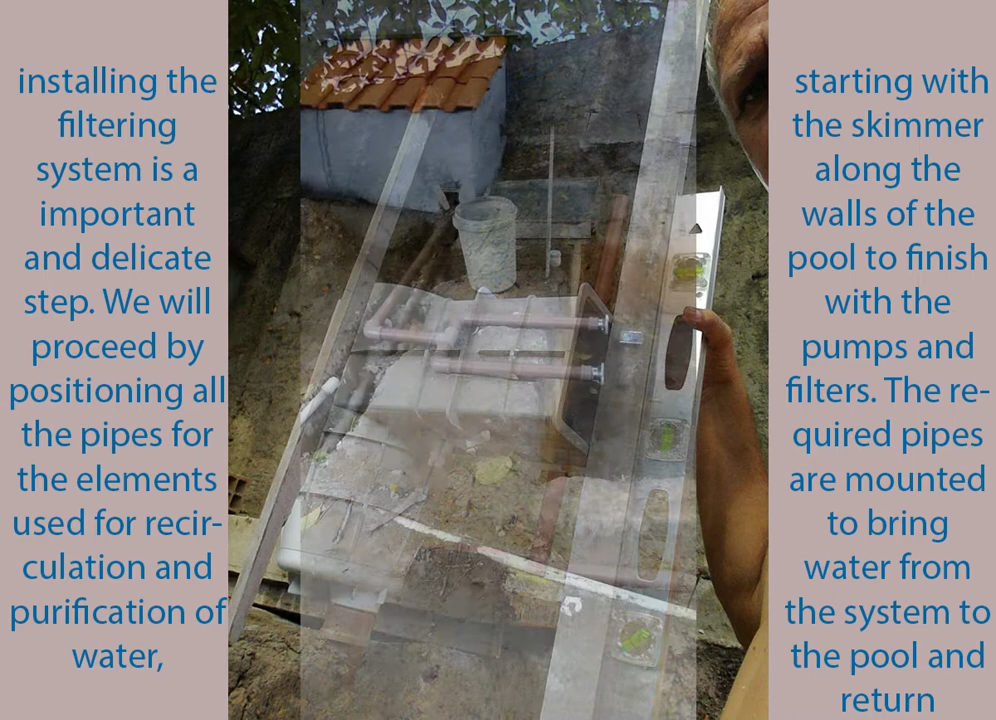 installing the
filtering
system is a
important
and delicate
step. We will
proceed by
positioning all
the pipes for
the elements
used for recir-
culation and
purification of
water,
starting with
the skimmer
along the
walls of the
pool to finish
with the
pumps and
filters. The re-
quired pipes
are mounted
to bring
water from
the system to
the pool and
return